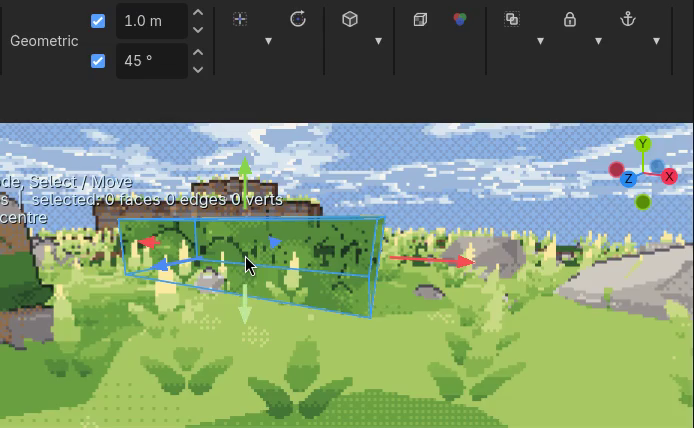 1.0 m
Geometric
45 °
Y
de, Select / Move
X
Z
s | selected: 0 faces 0 edges 0 verts
centre